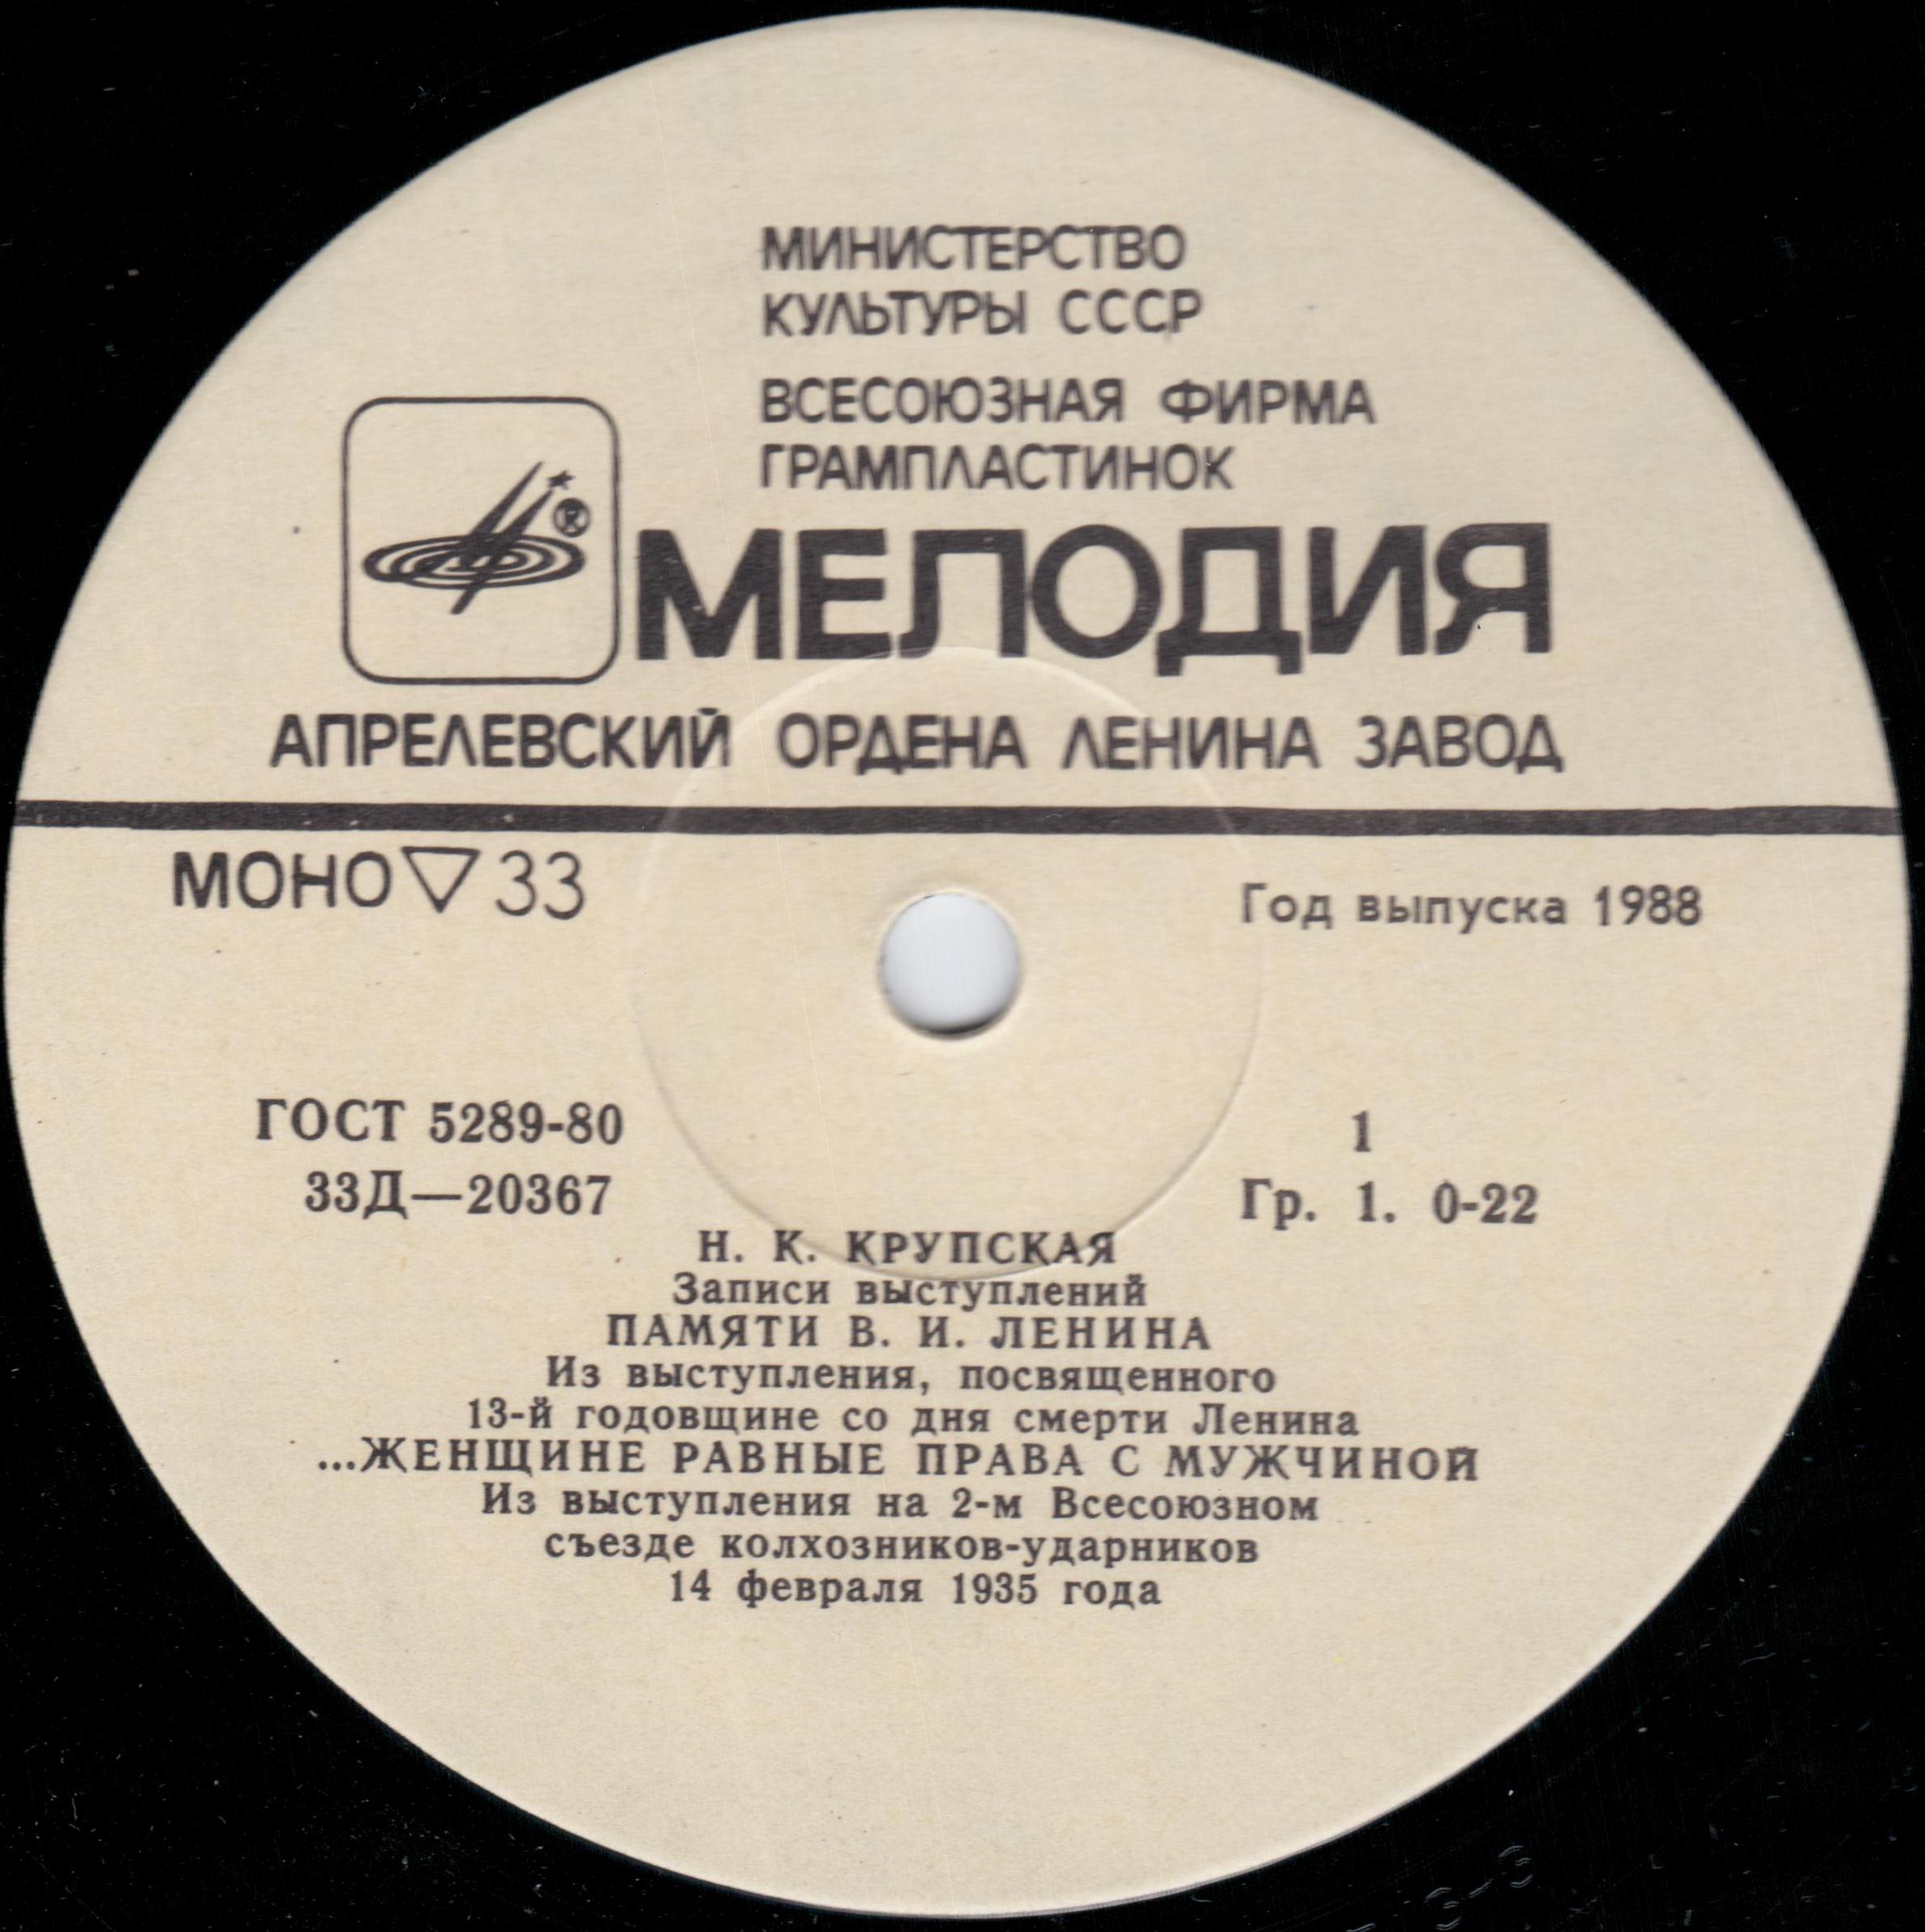 МИНИСТЕРСТВО
КУЛЬТУРЫ СССР
ВСЕСОЮЗНАЯ ФИРМА
ГРАМПЛАСТИНОК
®
МЕЛОДИЯ
АПРЕЛЕВСКИЙ ОРДЕНА ЛЕНИНА ЗАВОД
МОНО ▽ 33
Год выпуска 1988
ГОСТ 5289-80
1
33Д—20367
Гр. 1. 0-22
Н. К. КРУПСКАЯ
Записи выступлений
ПАМЯТИ В. И. ЛЕНИНА
Из выступления, посвященного
13-й годовщине со дня смерти Ленина
...ЖЕНЩИНЕ РАВНЫЕ ПРАВА С МУЖЧИНОЙ
Из выступления на 2-м Всесоюзном
съезде колхозников-ударников
14 февраля 1935 года